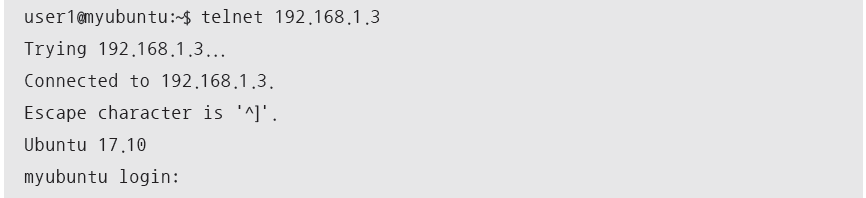 user1@myubuntu:~$ telnet 192.168.1.3
Trying 192.168.1.3...
Connected to 192.168.1.3.
Escape character is '^]'.
Ubuntu 17.10
myubuntu login: